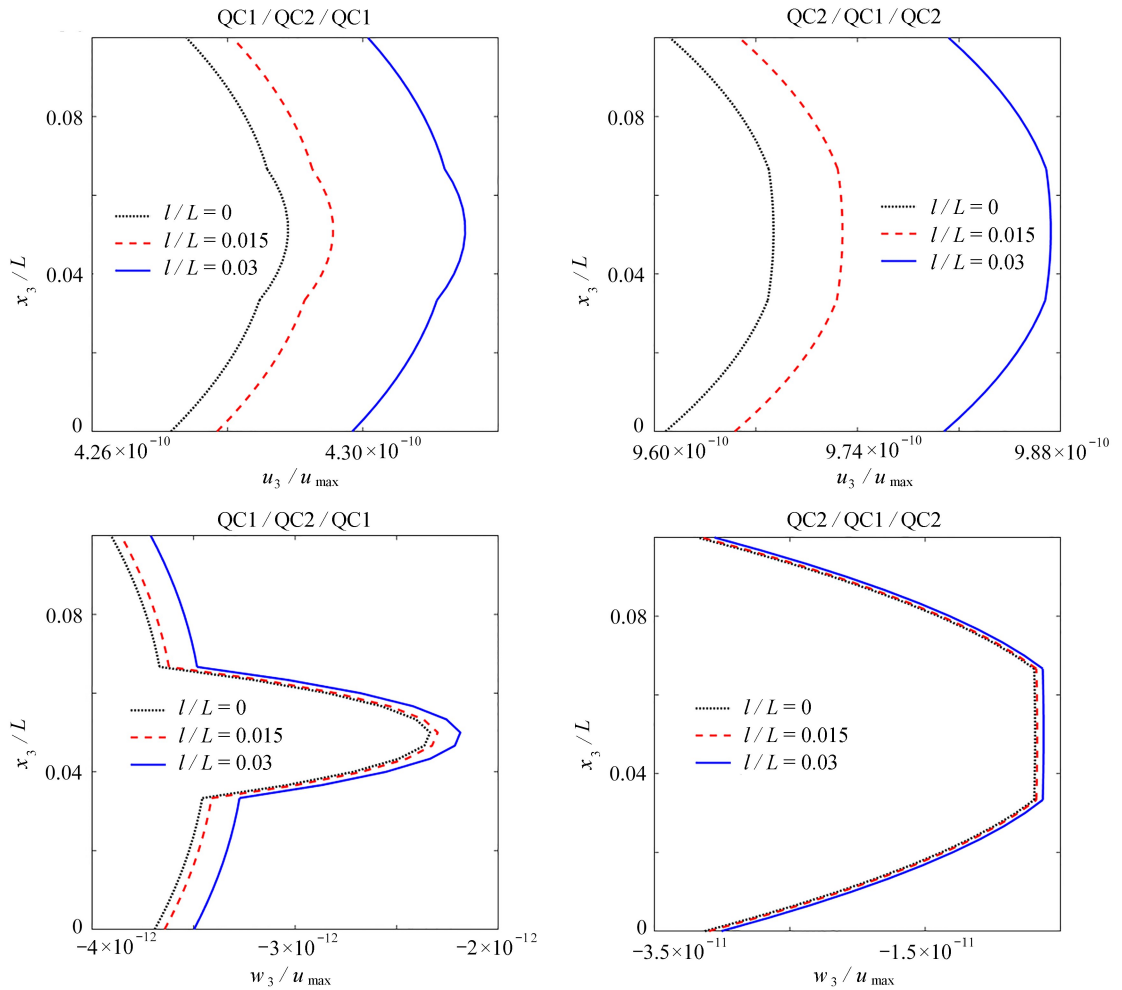 QC1 / QC2 / QC1
0.08
0.04
0
x₃ / L
l / L = 0
l / L = 0.015
l / L = 0.03
4.26×10⁻¹⁰
4.30×10⁻¹⁰
u₃ / u_max
QC2 / QC1 / QC2
0.08
0.04
0
x₃ / L
l / L = 0
l / L = 0.015
l / L = 0.03
9.60×10⁻¹⁰
9.74×10⁻¹⁰
9.88×10⁻¹⁰
u₃ / u_max
QC1 / QC2 / QC1
0.08
0.04
0
x₃ / L
l / L = 0
l / L = 0.015
l / L = 0.03
−4×10⁻¹²
−3×10⁻¹²
−2×10⁻¹²
w₃ / u_max
QC2 / QC1 / QC2
0.08
0.04
0
x₃ / L
l / L = 0
l / L = 0.015
l / L = 0.03
−3.5×10⁻¹¹
−1.5×10⁻¹¹
w₃ / u_max